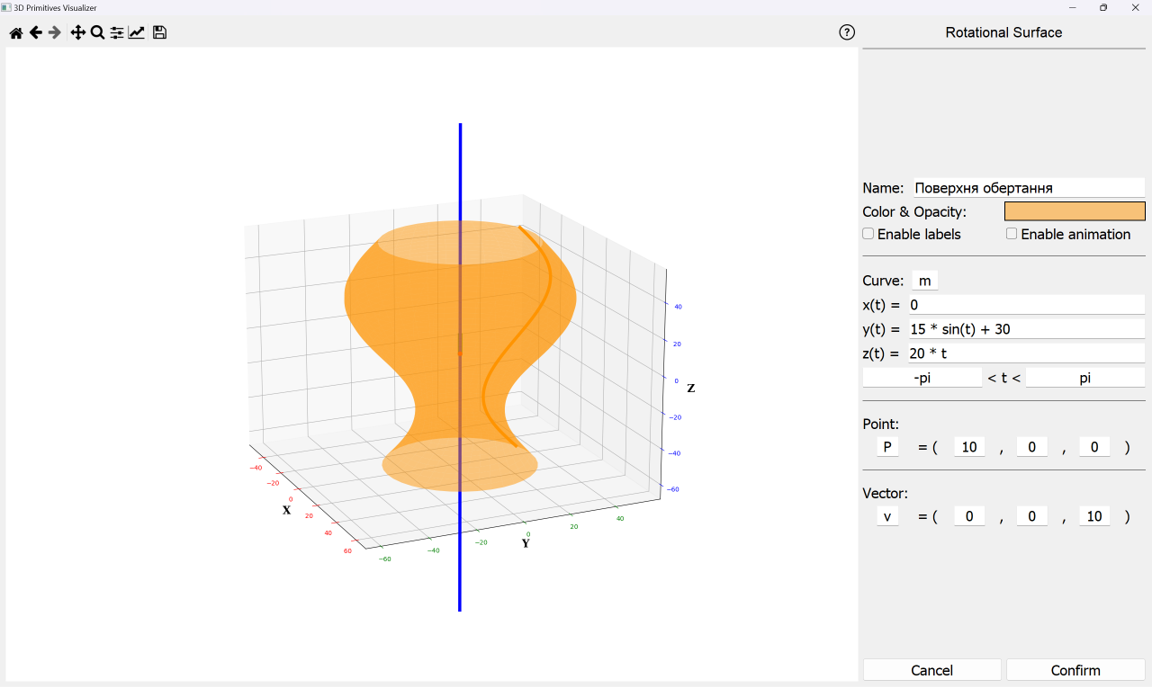 3D Primitives Visualizer
?
Rotational Surface
Name: Поверхня обертання
Color & Opacity:
Enable labels Enable animation
Curve: m
x(t) = 0
y(t) = 15 * sin(t) + 30
z(t) = 20 * t
-pi < t < pi
Point:
P = ( 10 , 0 , 0 )
Vector:
v = ( 0 , 0 , 10 )
Cancel Confirm
40
20
0
Z
-20
-40
-60
-40
-20
0
X
20
40
60
-60
-40
-20
0
Y
20
40